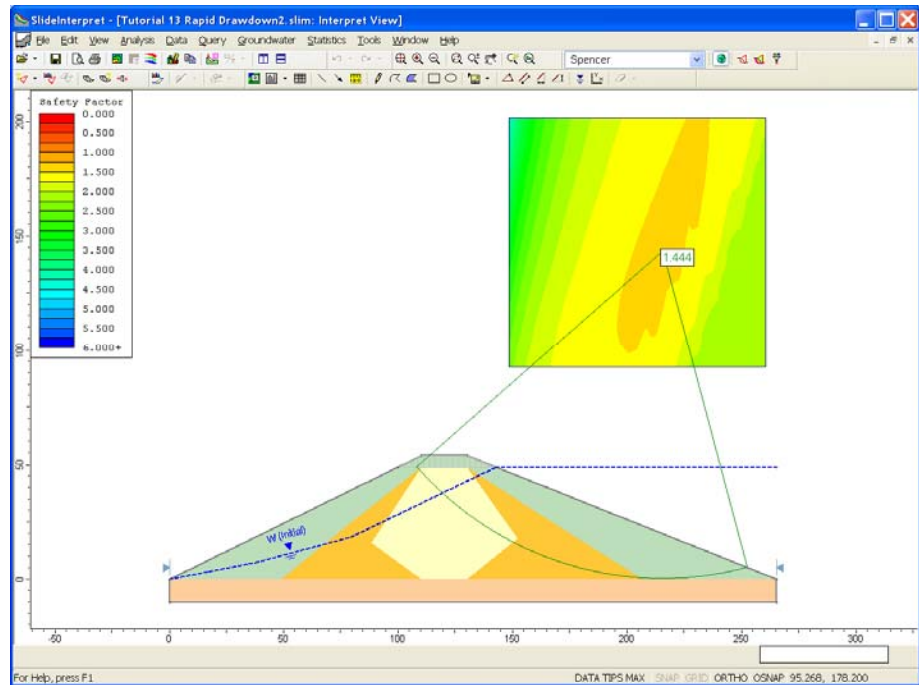 SlideInterpret - [Tutorial 13 Rapid Drawdown2.slim: Interpret View]
File Edit View Analysis Data Query Groundwater Statistics Tools Window Help
Spencer
Safety Factor
0.000
0.500
1.000
1.500
2.000
2.500
3.000
3.500
4.000
4.500
5.000
5.500
6.000+
200
150
100
50
0
1.444
W (Initial)
-50 0 50 100 150 200 250 300
For Help, press F1 DATA TIPS MAX SNAP GRID ORTHO OSNAP 95.268, 178.200